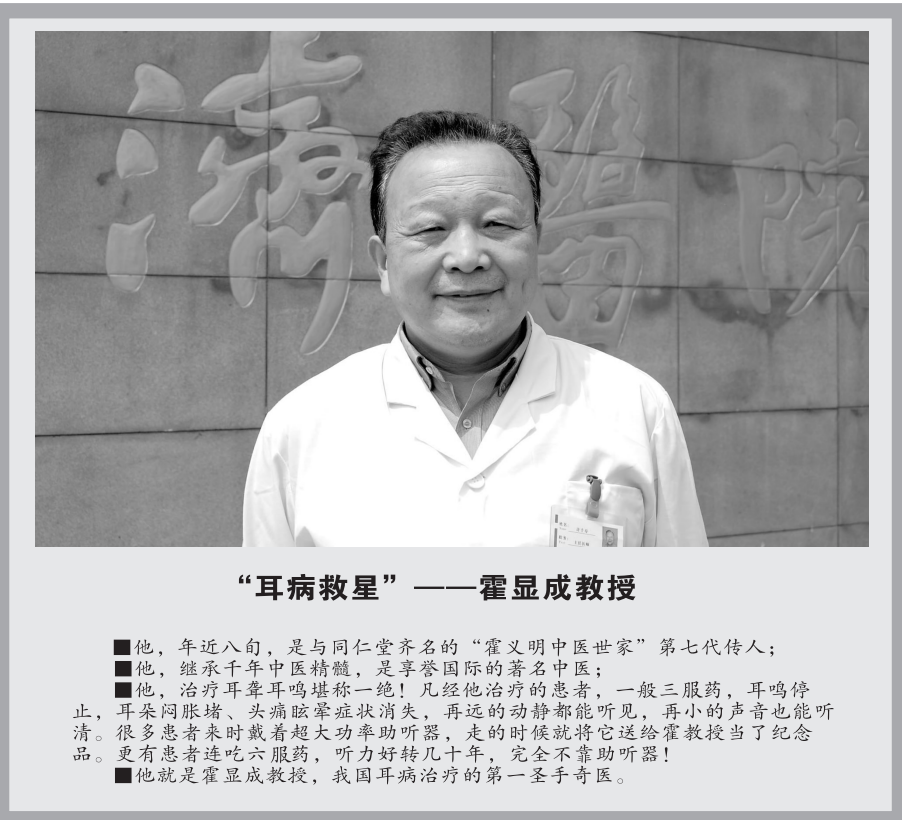 濟醫院
“耳病救星”——霍显成教授
■他，年近八旬，是与同仁堂齐名的“霍义明中医世家”第七代传人；
■他，继承千年中医精髓，是享誉国际的著名中医；
■他，治疗耳聋耳鸣堪称一绝！凡经他治疗的患者，一般三服药，耳鸣停
止，耳朵闷胀堵、头痛眩晕症状消失，再远的动静都能听见，再小的声音也能听
清。很多患者来时戴着超大功率助听器，走的时候就将它送给霍教授当了纪念
品。更有患者连吃六服药，听力好转几十年，完全不靠助听器！
■他就是霍显成教授，我国耳病治疗的第一圣手奇医。